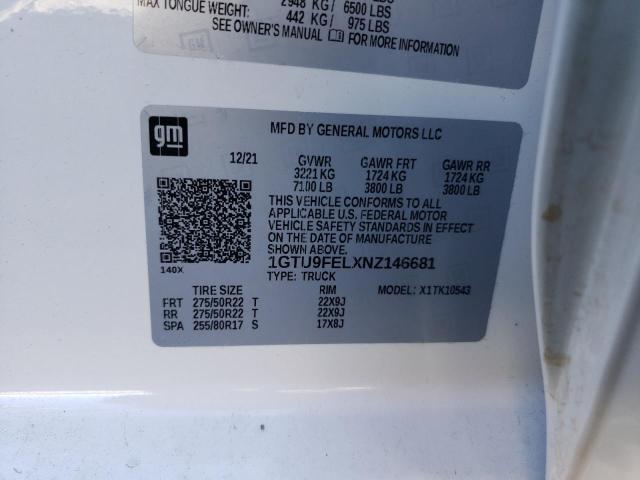 2948 KG/ 6500 LBS
MAX TONGUE WEIGHT: 442 KG/ 975 LBS
SEE OWNER'S MANUAL FOR MORE INFORMATION
gm
MFD BY GENERAL MOTORS LLC
12/21 GVWR GAWR FRT GAWR RR
3221 KG 1724 KG 1724 KG
7100 LB 3800 LB 3800 LB
THIS VEHICLE CONFORMS TO ALL
APPLICABLE U.S. FEDERAL MOTOR
VEHICLE SAFETY STANDARDS IN
EFFECT ON THE DATE OF MANUFACTURE
SHOWN ABOVE.
1GTU9FELXNZ146681
140X TYPE: TRUCK
TIRE SIZE RIM MODEL: X1TK10543
FRT 275/50R22 T 22X9J
RR 275/50R22 T 22X9J
SPA 255/80R17 S 17X8J